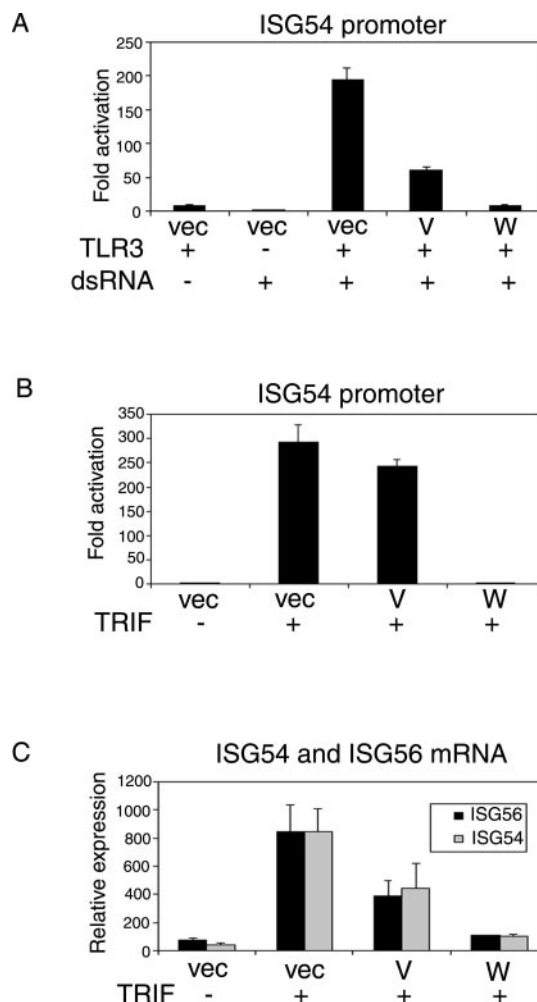 A
ISG54 promoter
Fold activation
250
200
150
100
50
0
vec vec vec V W
TLR3 + - + + +
dsRNA - + + + +
B
ISG54 promoter
Fold activation
350
300
250
200
150
100
50
0
vec vec V W
TRIF - + + +
C
ISG54 and ISG56 mRNA
Relative expression
1200
1000
800
600
400
200
0
ISG56
ISG54
vec vec V W
TRIF - + + +